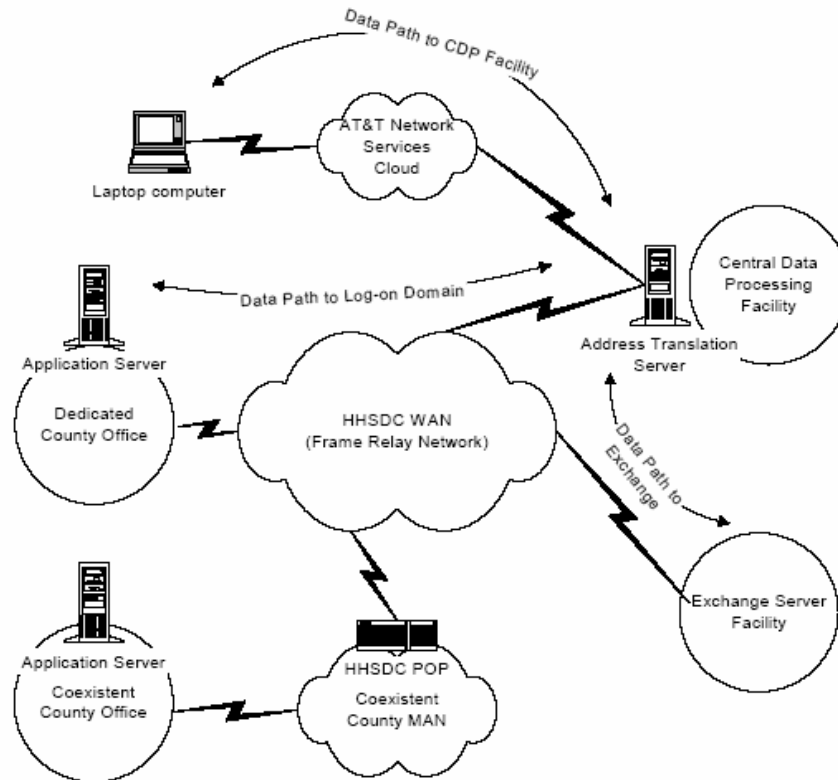 Data Path to CDP Facility
AT&T Network
Services
Cloud
Laptop computer
Central Data
Processing
Facility
Data Path to Log-on Domain
Address Translation
Server
Application Server
Dedicated
County Office
HHSDC WAN
(Frame Relay Network)
Data Path to
Exchange
Exchange Server
Facility
Application Server
Coexistent
County Office
HHSDC POP
Coexistent
County MAN